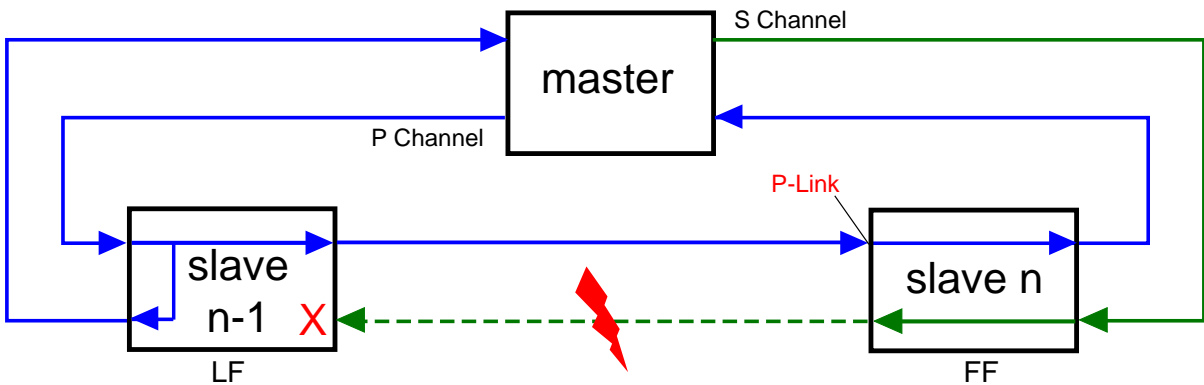 S Channel
master
P Channel
P-Link
slave
n-1
X
slave n
LF
FF